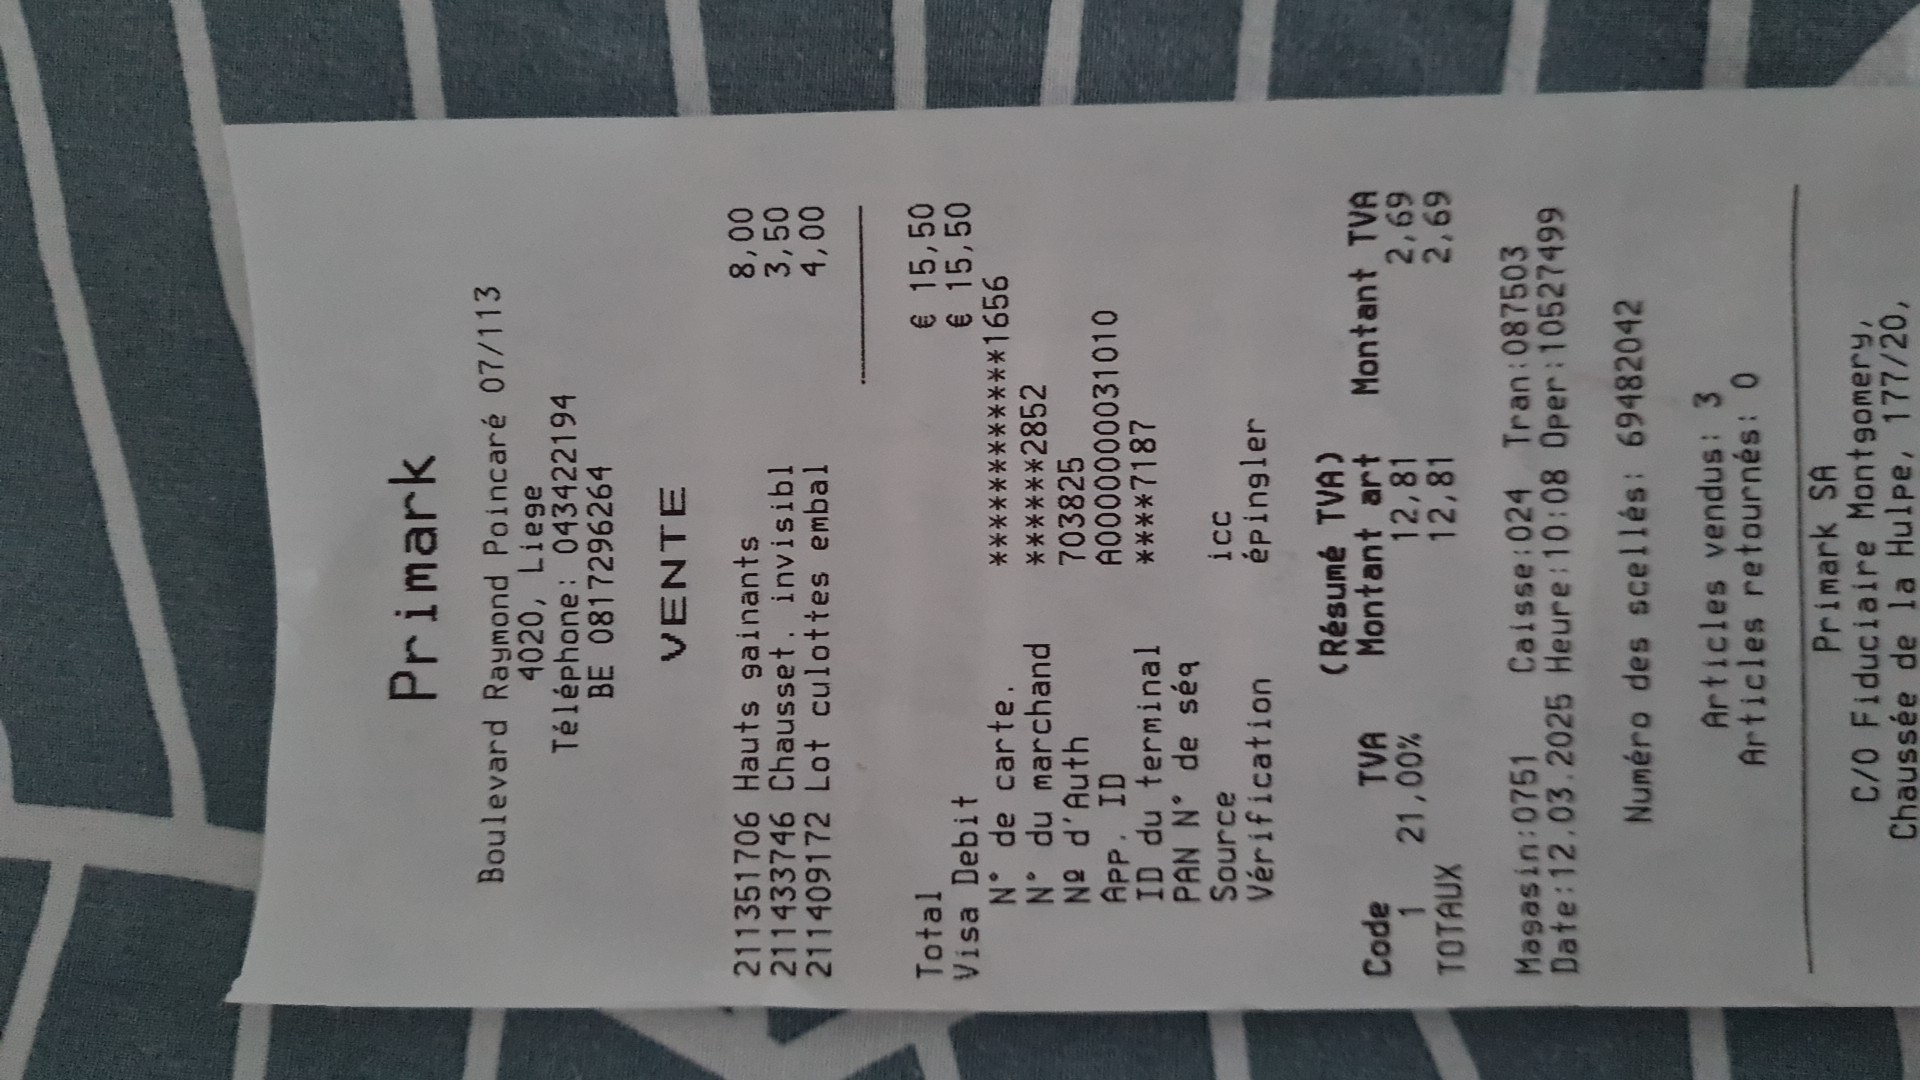 Primark
Boulevard Raymond Poincaré 07/113
4020, Liege
Téléphone: 043422194
BE 0817296264
VENTE
211351706 Hauts gainants 8,00
211433746 Chausset. invisibl 3,50
211409172 Lot culottes embal 4,00
Total € 15,50
Visa Debit € 15,50
N° de carte. ************1656
N° du marchand ******2852
Nº d'Auth 703825
App. ID A0000000031010
ID du terminal ****7187
PAN N° de séq
Source icc
Vérification épingler
(Résumé TVA)
Code TVA Montant art Montant TVA
1 21,00% 12,81 2,69
TOTAUX 12,81 2,69
Magasin:0751 Caisse:024 Tran:087503
Date:12.03.2025 Heure:10:08 Oper:10527499
Numéro des scellés: 69482042
Articles vendus: 3
Articles retournés: 0
Primark SA
C/O Fiduciaire Montgomery,
Chaussée de la Hulpe, 177/20,